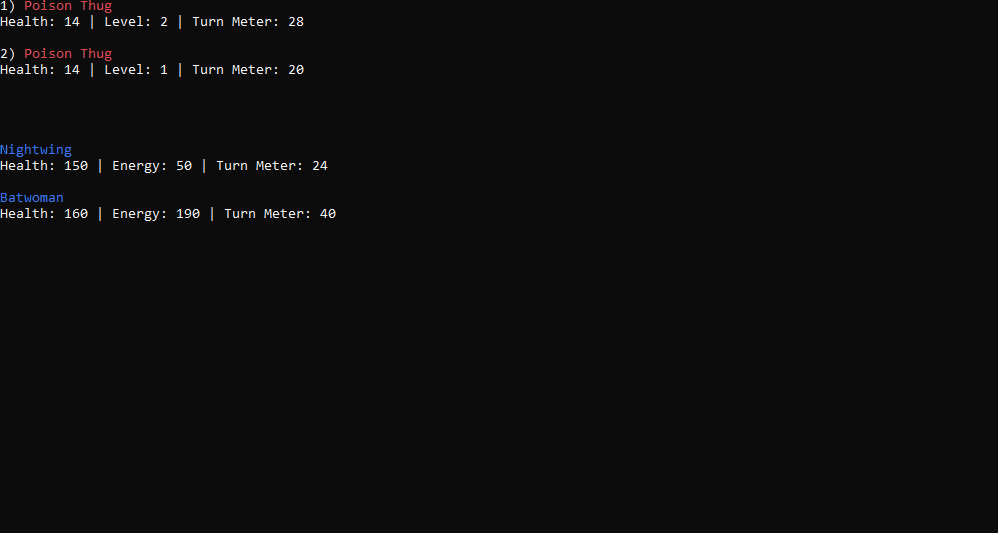 1) Poison Thug
Health: 14 | Level: 2 | Turn Meter: 28
2) Poison Thug
Health: 14 | Level: 1 | Turn Meter: 20
Nightwing
Health: 150 | Energy: 50 | Turn Meter: 24
Batwoman
Health: 160 | Energy: 190 | Turn Meter: 40